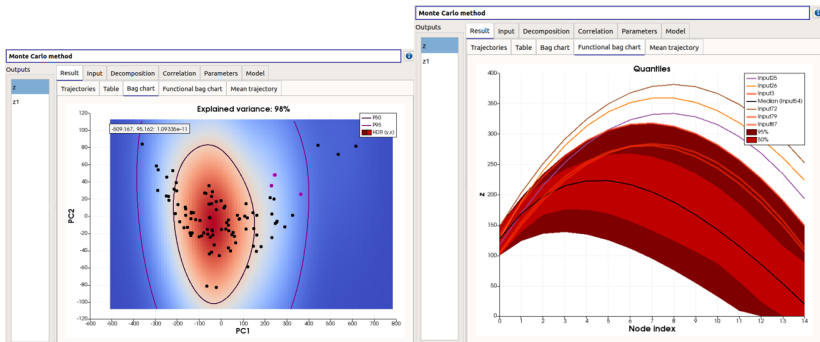 Monte Carlo method
Outputs
z
z1
Result Input Decomposition Correlation Parameters Model
Trajectories Table Bag chart Functional bag chart Mean trajectory
Explained variance: 98%
-509.167, 95.162: 1.09336e-11
P50
P95
HDR (y,x)
PC2
120
100
80
60
40
20
0
-20
-40
-60
-80
-100
-120
-600 -500 -400 -300 -200 -100 0 100 200 300 400 500 600 700 800
PC1
Monte Carlo method
Outputs
z
z1
Result Input Decomposition Correlation Parameters Model
Trajectories Table Bag chart Functional bag chart Mean trajectory
Quantiles
Input26
Input3
Median (Input54)
Input72
Input79
Input87
95%
50%
z
400
350
300
250
200
150
100
50
0
0 1 2 3 4 5 6 7 8 9 10 11 12 13 14
Node index